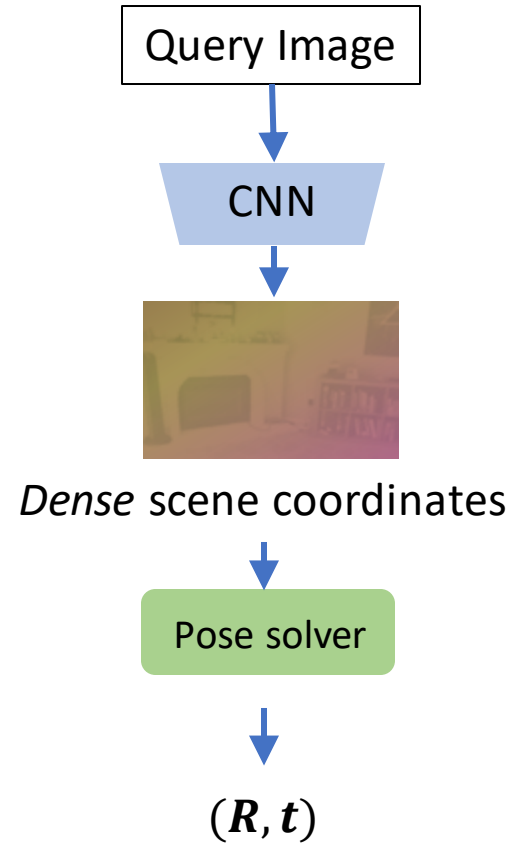 Query Image
CNN
Dense scene coordinates
Pose solver
(R, t)